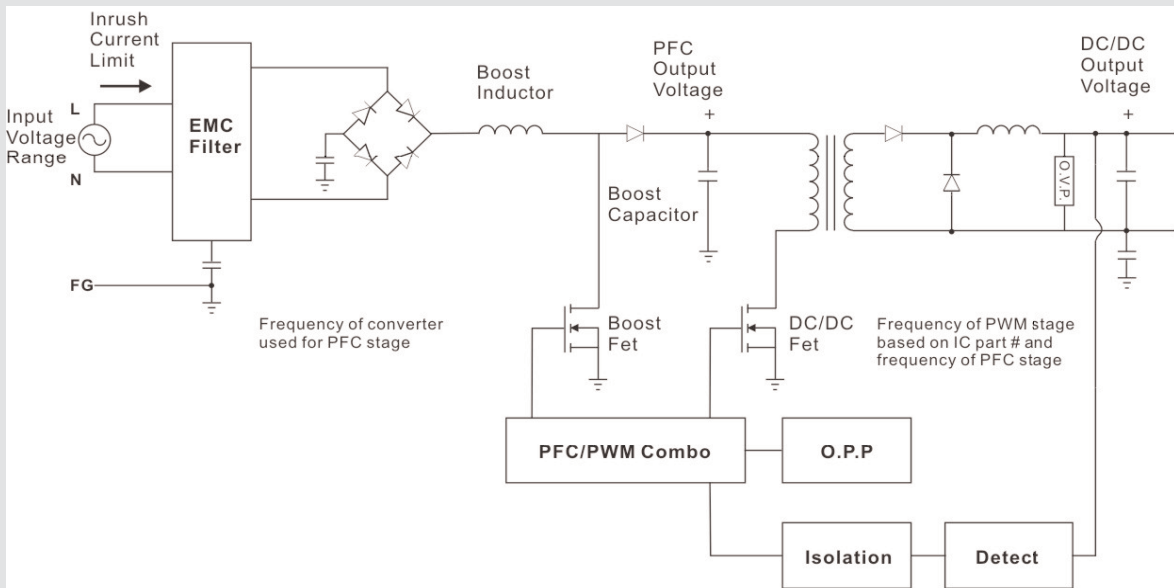 Inrush
Current
Limit
L
Input
Voltage
Range
N
EMC
Filter
FG
Boost
Inductor
PFC
Output
Voltage
+
DC/DC
Output
Voltage
+
Boost
Capacitor
O.V.P.
Frequency of converter
used for PFC stage
Boost
Fet
DC/DC
Fet
Frequency of PWM stage
based on IC part # and
frequency of PFC stage
PFC/PWM Combo
O.P.P
Isolation
Detect